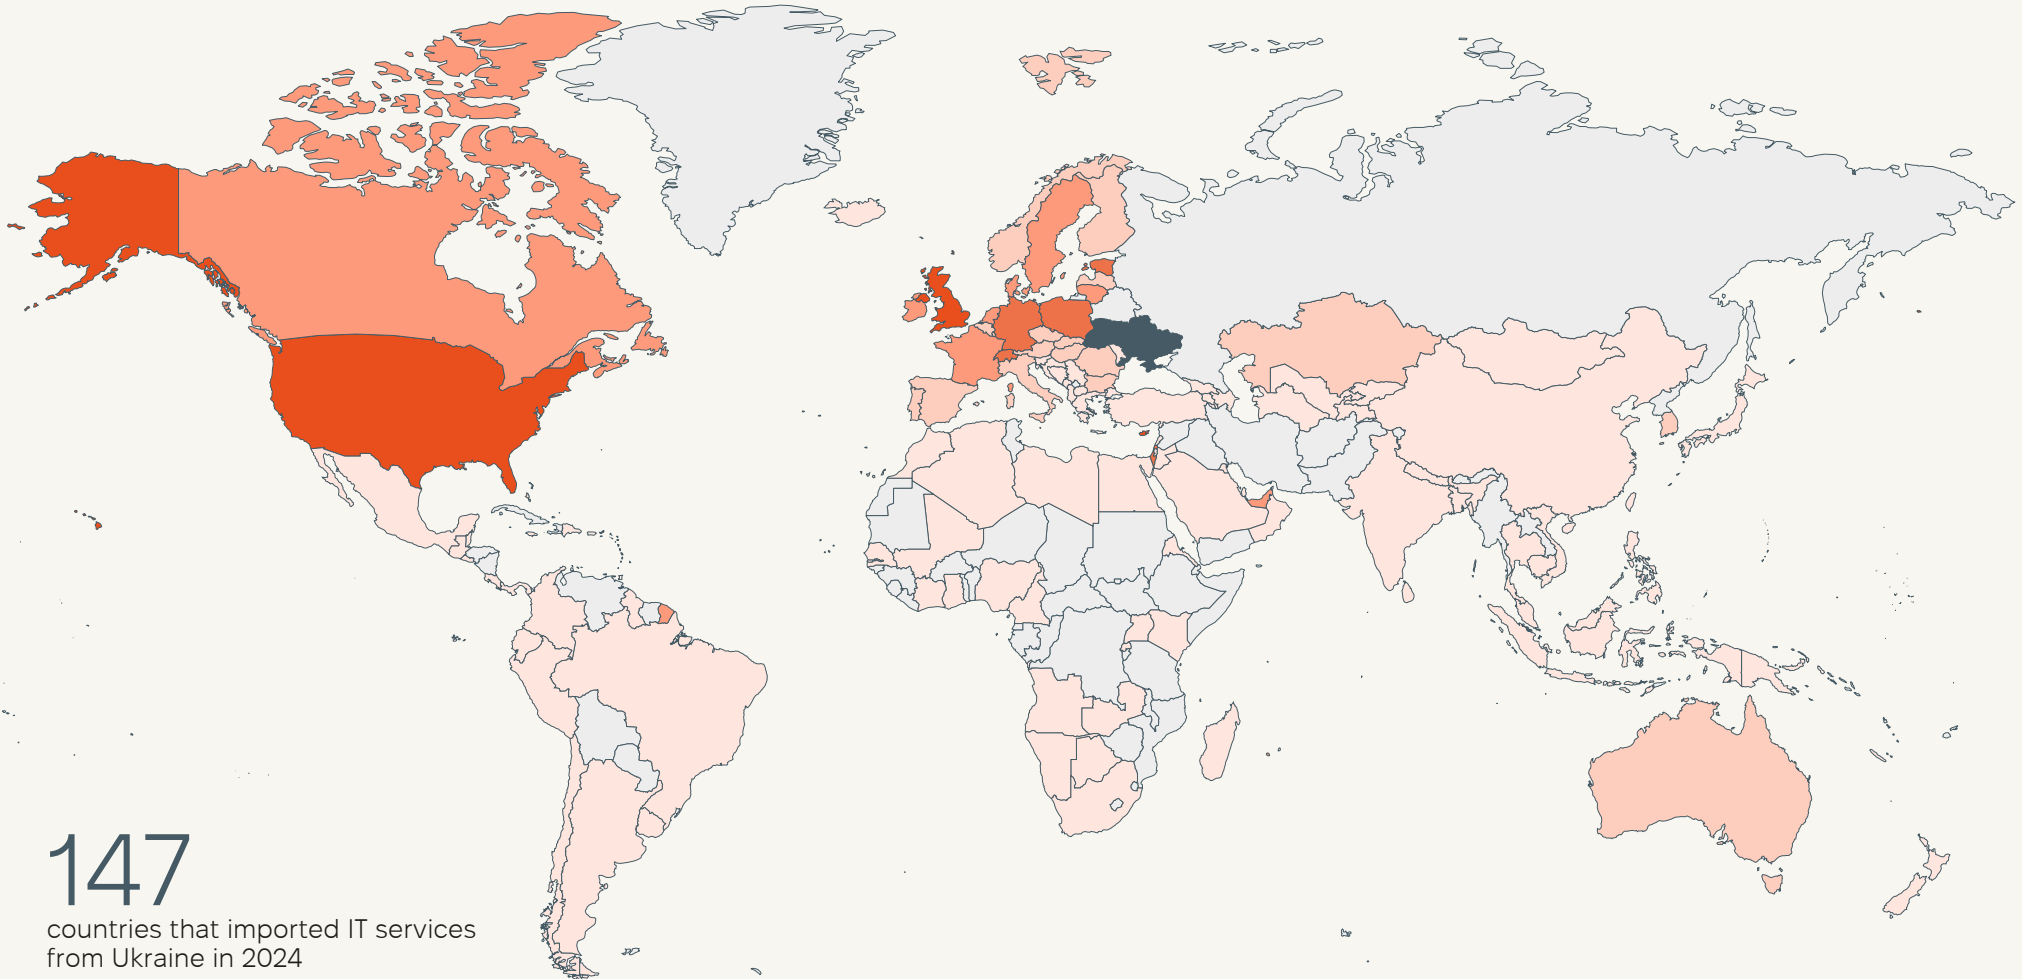 147
countries that imported IT services
from Ukraine in 2024